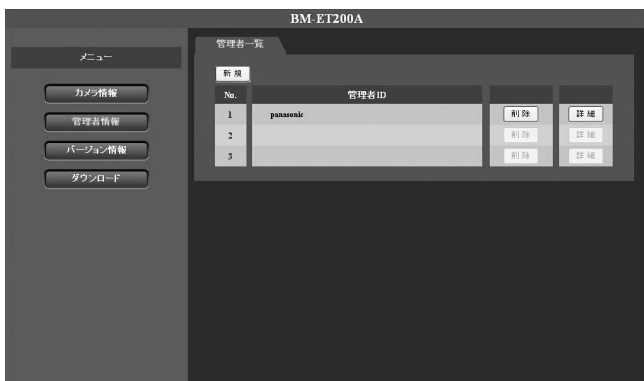 BM-ET200A
メニュー
カメラ情報
管理者情報
バージョン情報
ダウンロード
管理者一覧
新規
No. 管理者ID
1 panasonic 削除 詳細
2 削除 詳細
3 削除 詳細